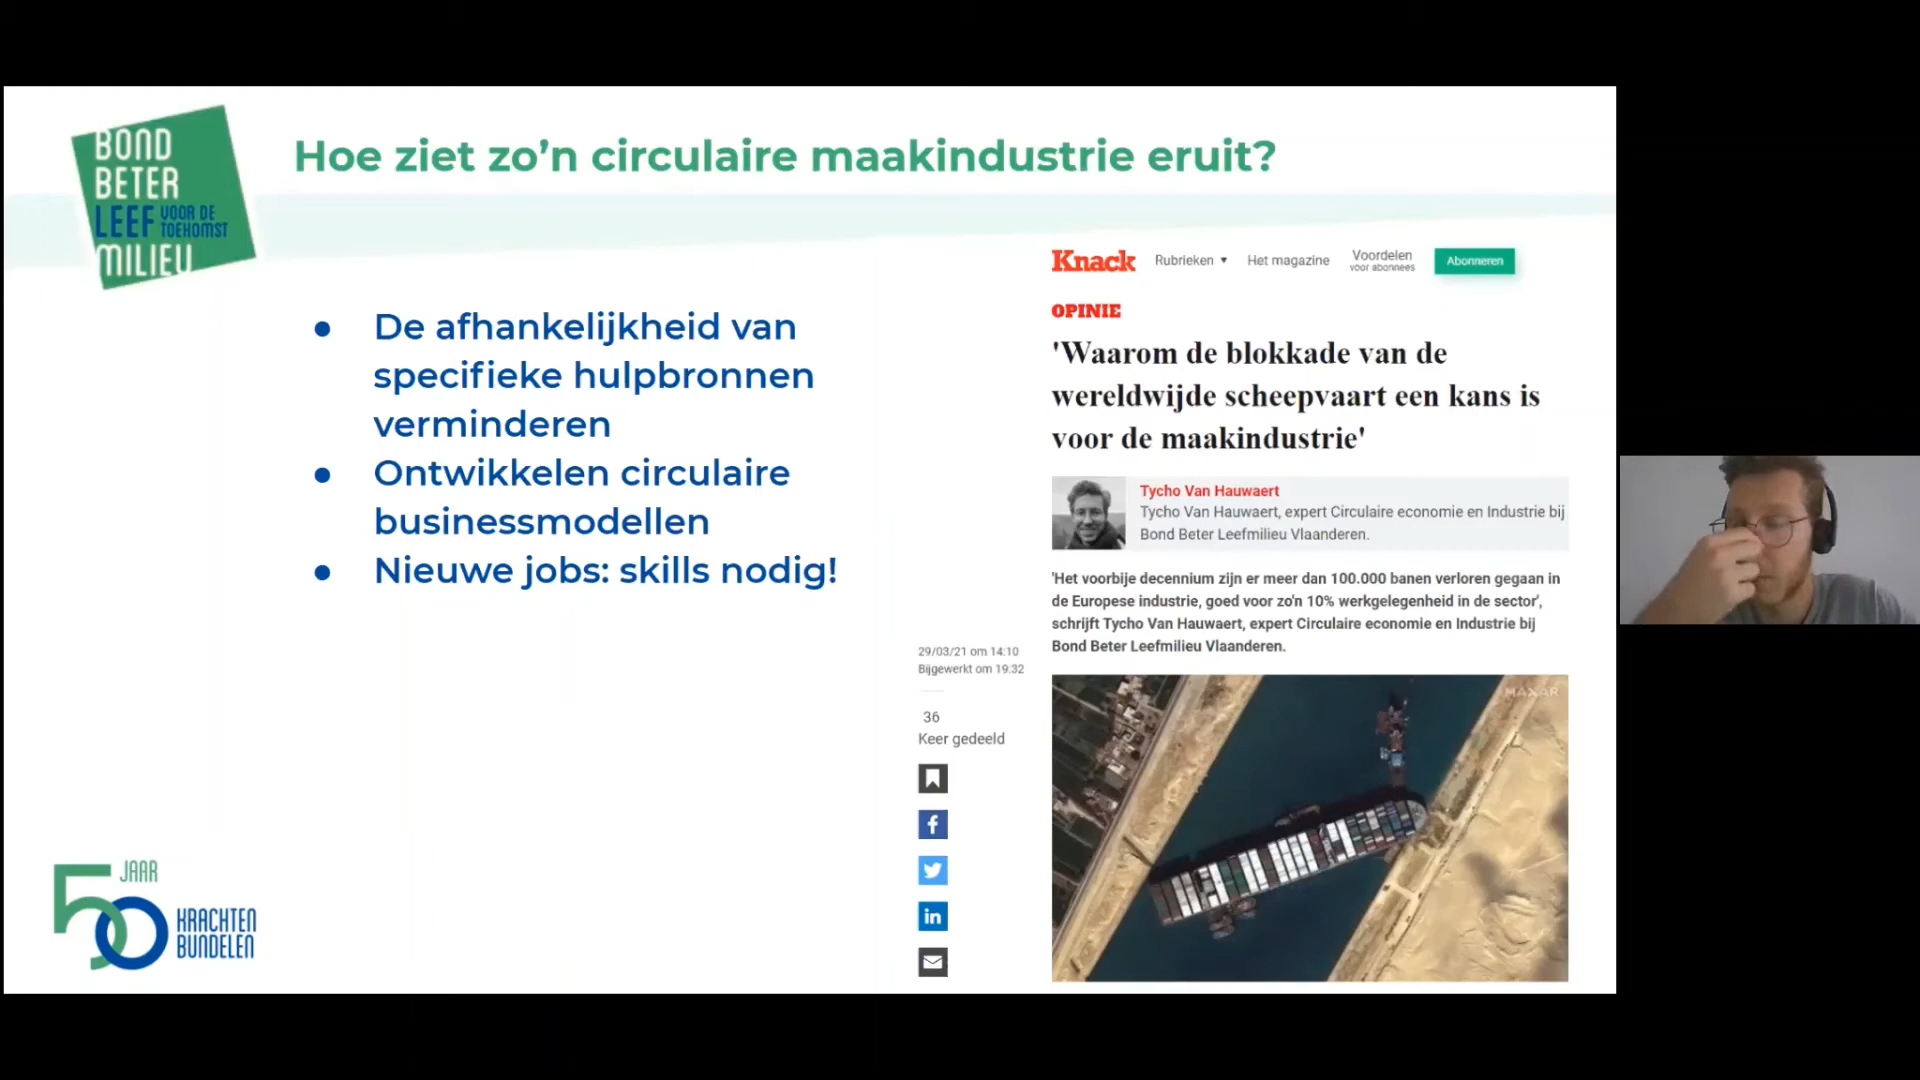 BOND
BETER
LEEF VOOR DE
TOEKOMST
MILIEU
Hoe ziet zo’n circulaire maakindustrie eruit?
● De afhankelijkheid van
specifieke hulpbronnen
verminderen
● Ontwikkelen circulaire
businessmodellen
● Nieuwe jobs: skills nodig!
Knack Rubrieken ▼ Het magazine Voordelen
voor abonnees
Abonneren
OPINIE
'Waarom de blokkade van de
wereldwijde scheepvaart een kans is
voor de maakindustrie'
Tycho Van Hauwaert
Tycho Van Hauwaert, expert Circulaire economie en Industrie bij
Bond Beter Leefmilieu Vlaanderen.
'Het voorbije decennium zijn er meer dan 100.000 banen verloren gegaan in
de Europese industrie, goed voor zo'n 10% werkgelegenheid in de sector',
schrijft Tycho Van Hauwaert, expert Circulaire economie en Industrie bij
Bond Beter Leefmilieu Vlaanderen.
29/03/21 om 14:10
Bijgewerkt om 19:32
36
Keer gedeeld
MAXAR
50 JAAR
KRACHTEN
BUNDELEN